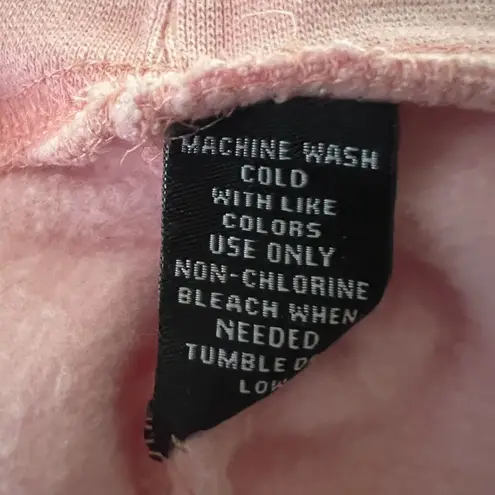 MACHINE WASH
COLD
WITH LIKE
COLORS
USE ONLY
NON-CHLORINE
BLEACH WHEN
NEEDED
TUMBLE
LOW